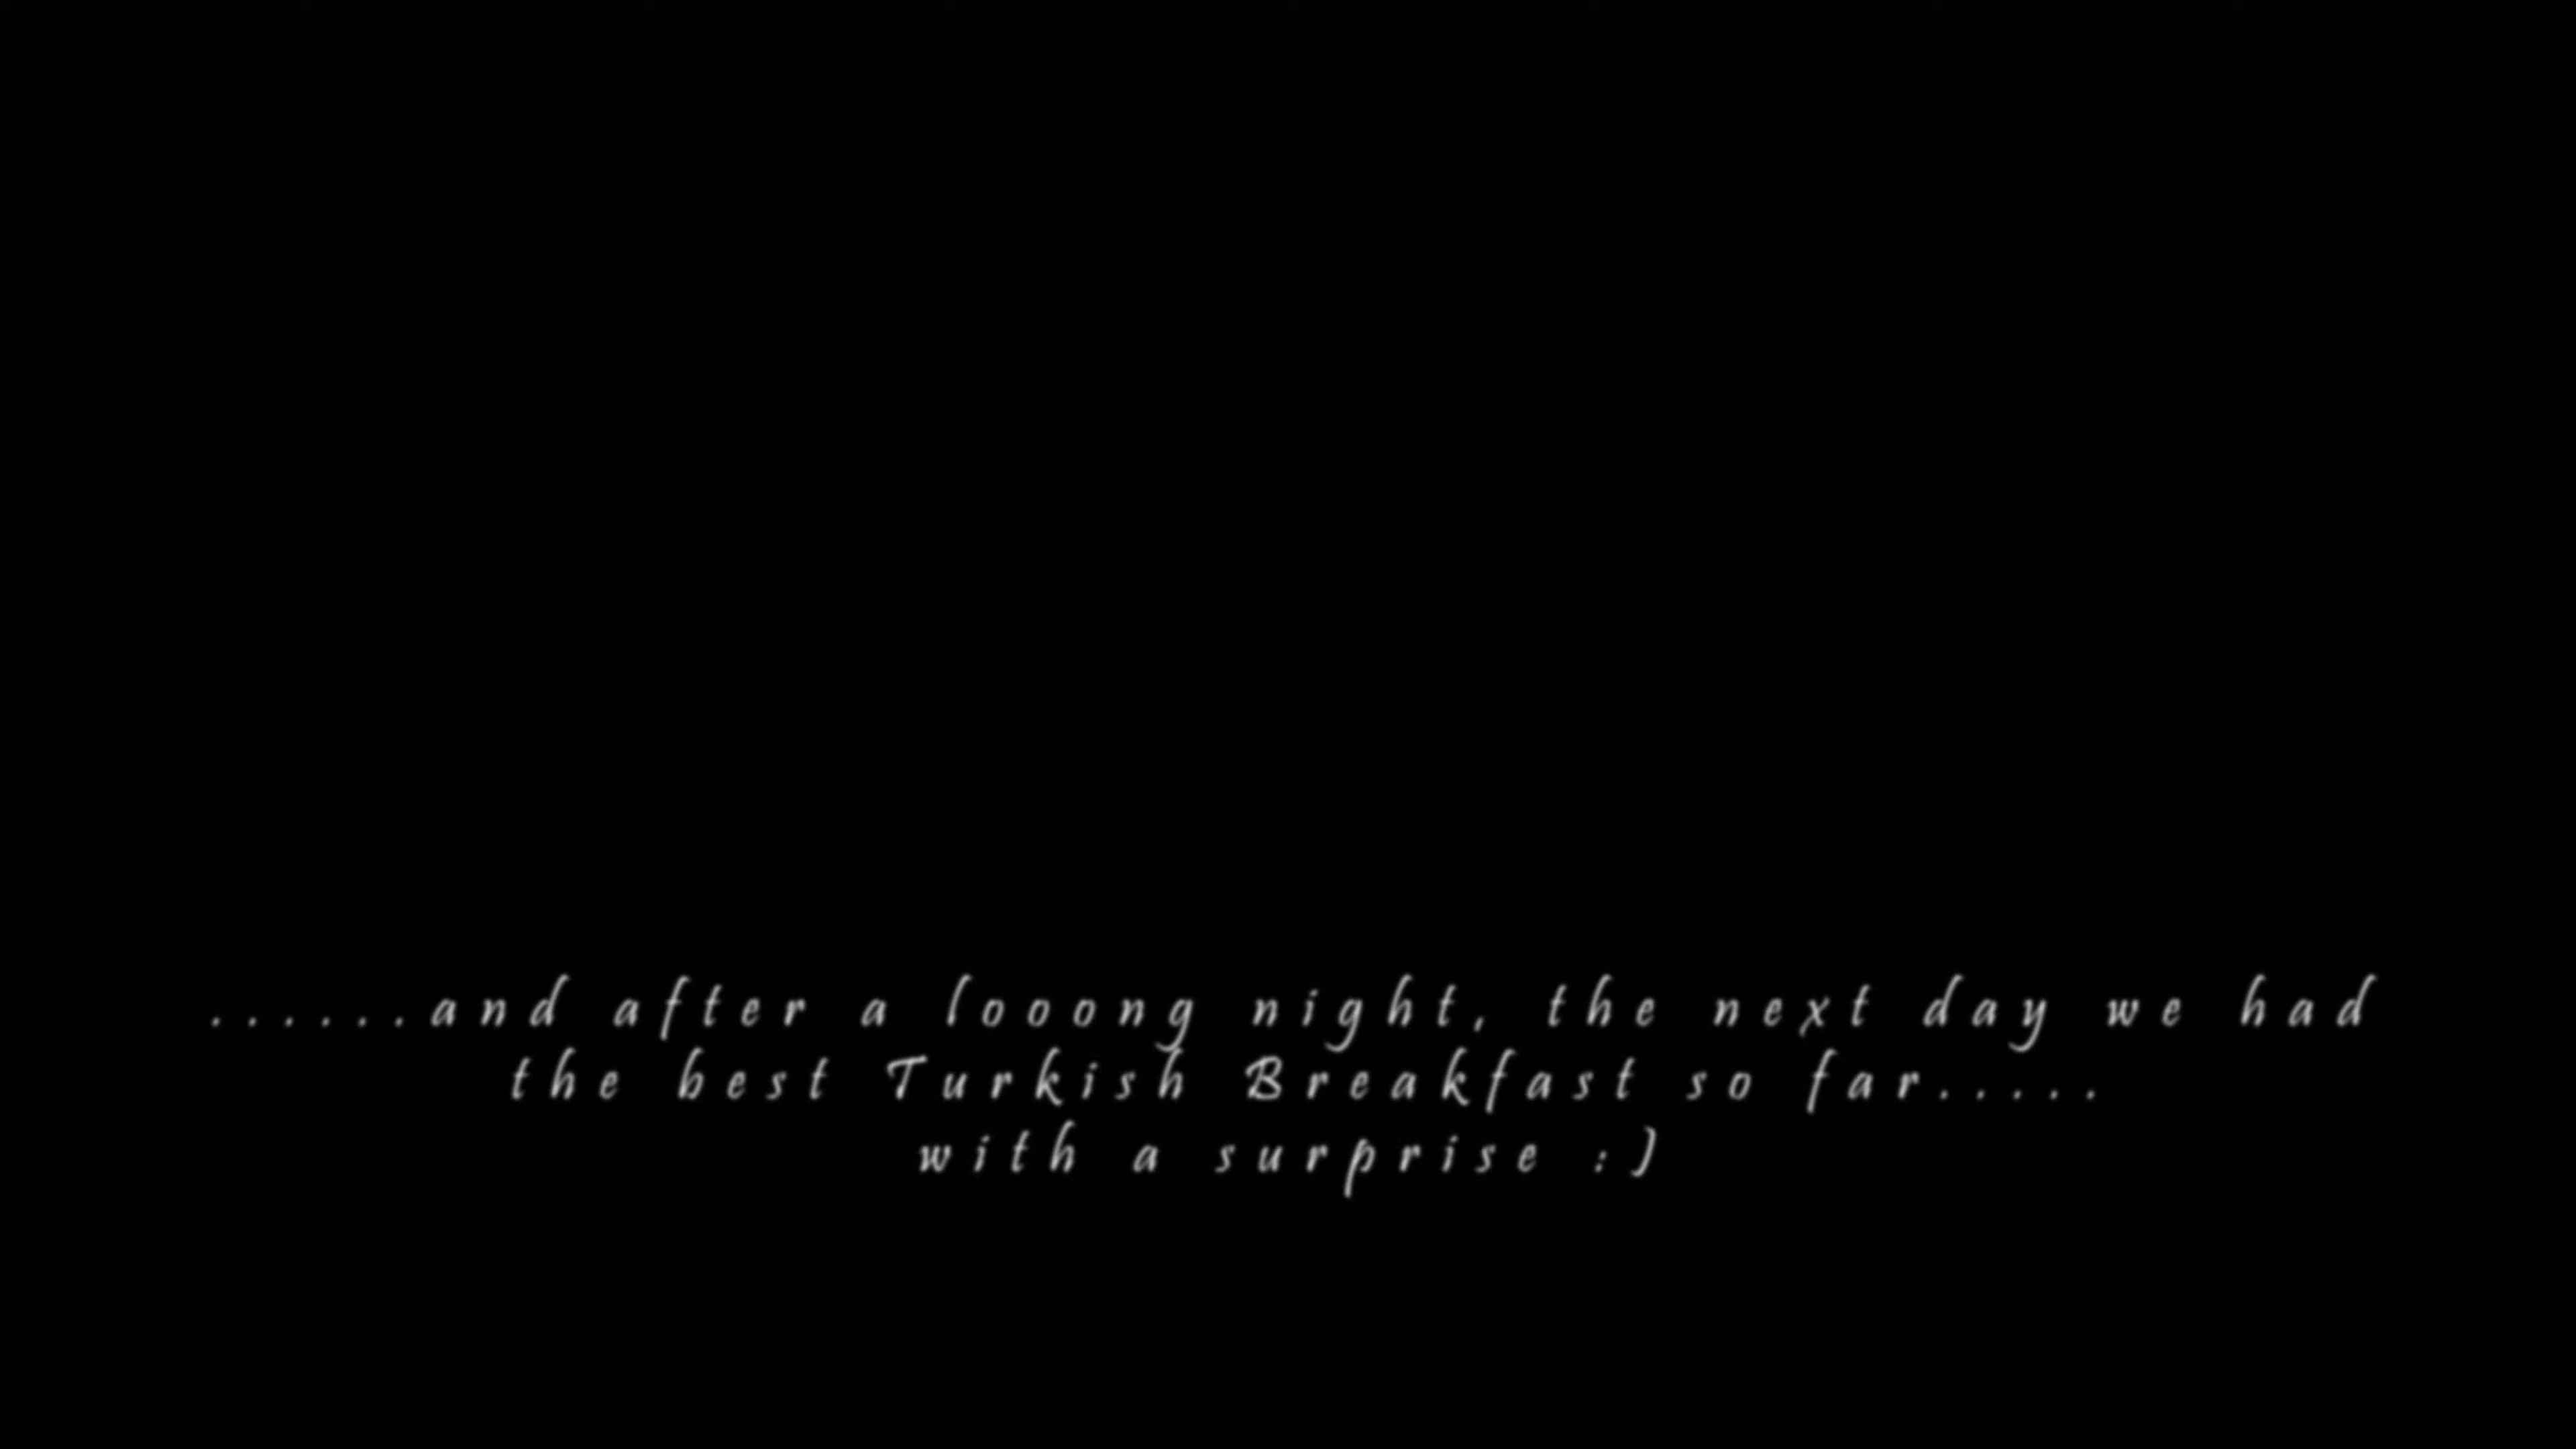 ......and after a looong night, the next day we had
the best Turkish Breakfast so far.....
with a surprise :)